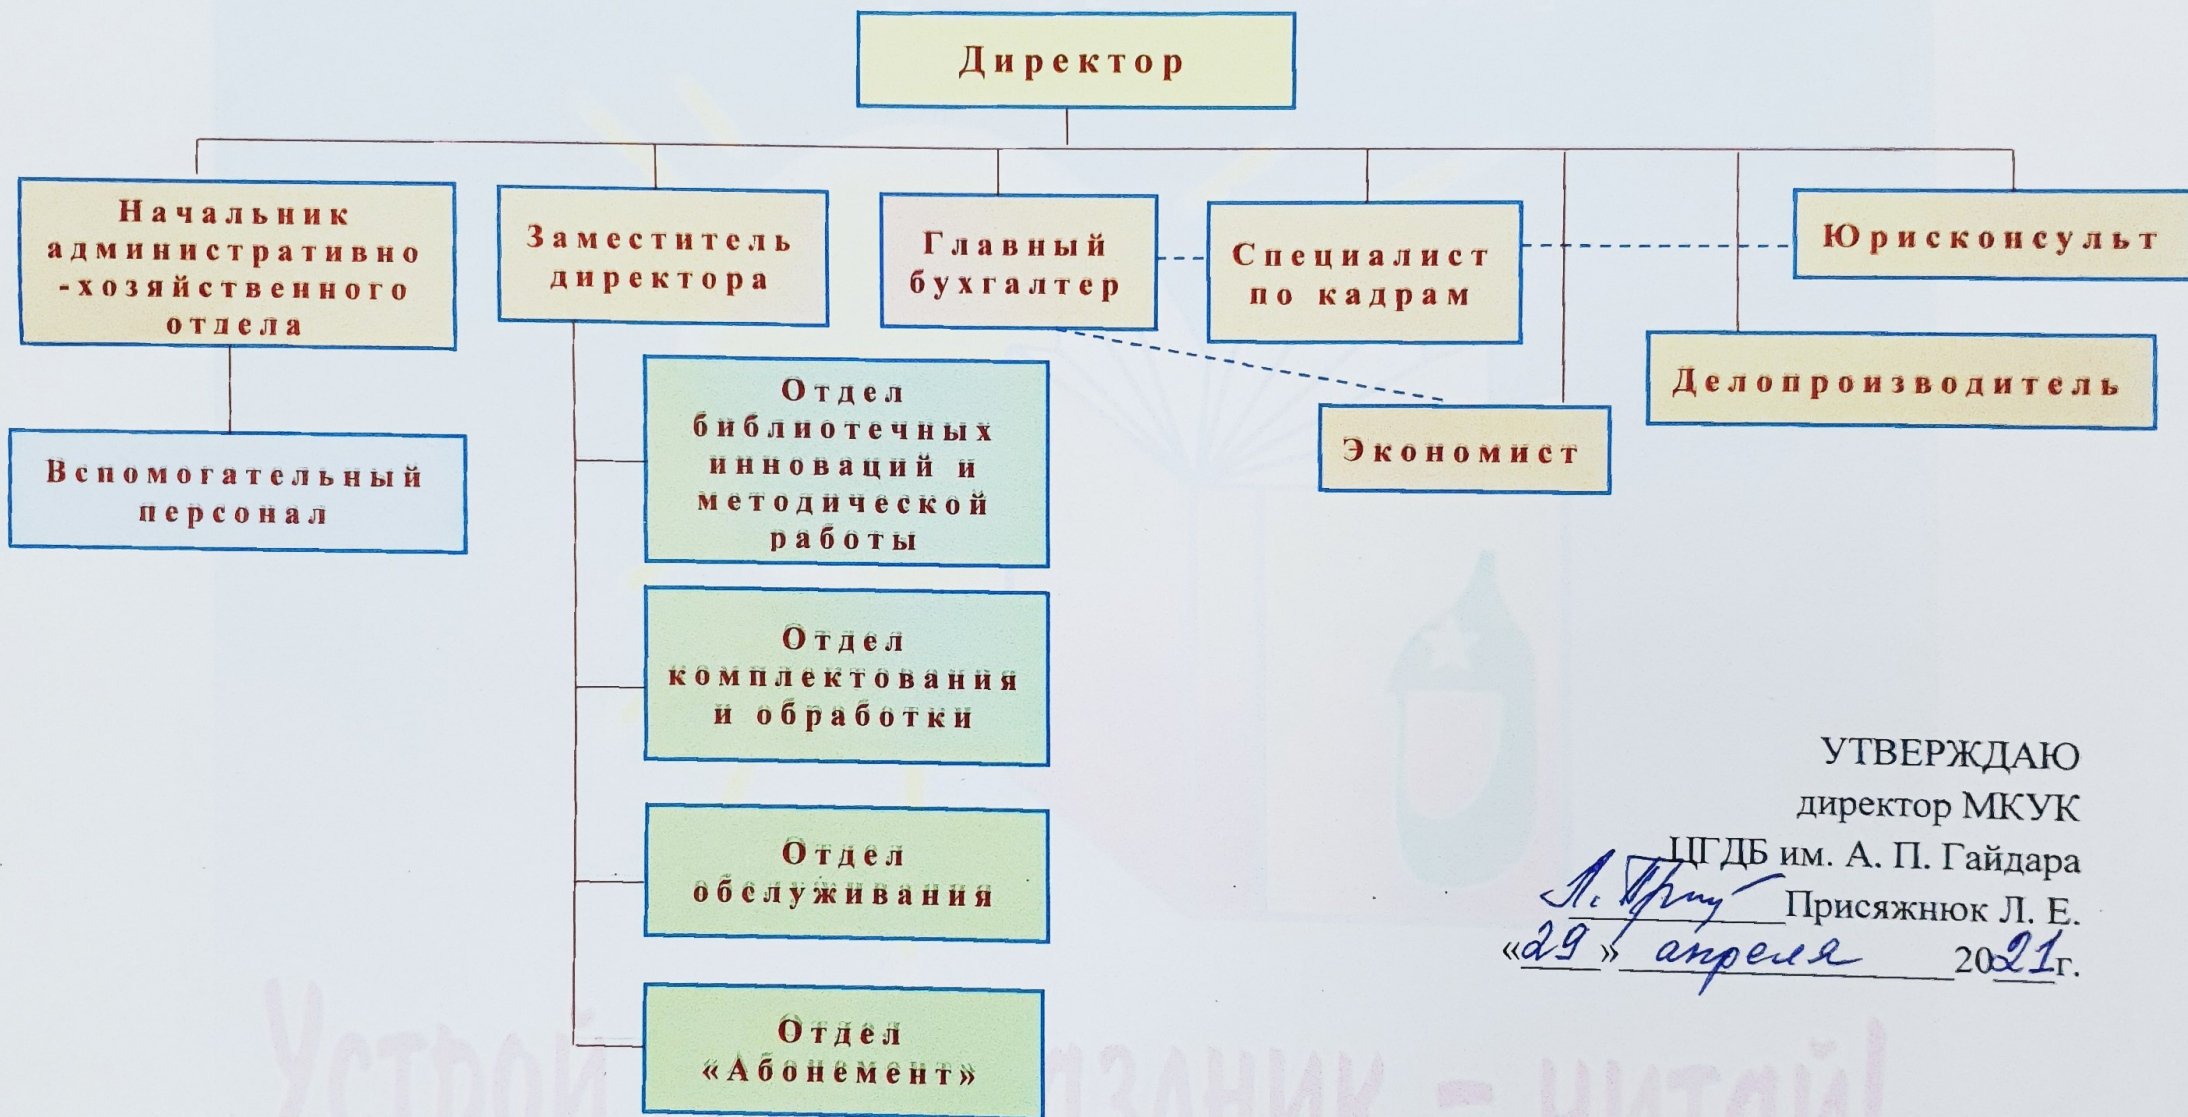 Директор
Начальник
административно
-хозяйственного
отдела
Заместитель
директора
Главный
бухгалтер
Специалист
по кадрам
Юрисконсульт
Делопроизводитель
Экономист
Вспомогательный
персонал
Отдел
библиотечных
инноваций и
методической
работы
Отдел
комплектования
и обработки
Отдел
обслуживания
Отдел
«Абонемент»
УТВЕРЖДАЮ
директор МКУК
ЦГДБ им. А. П. Гайдара
Присяжнюк Л. Е.
«29» апреля 2021г.